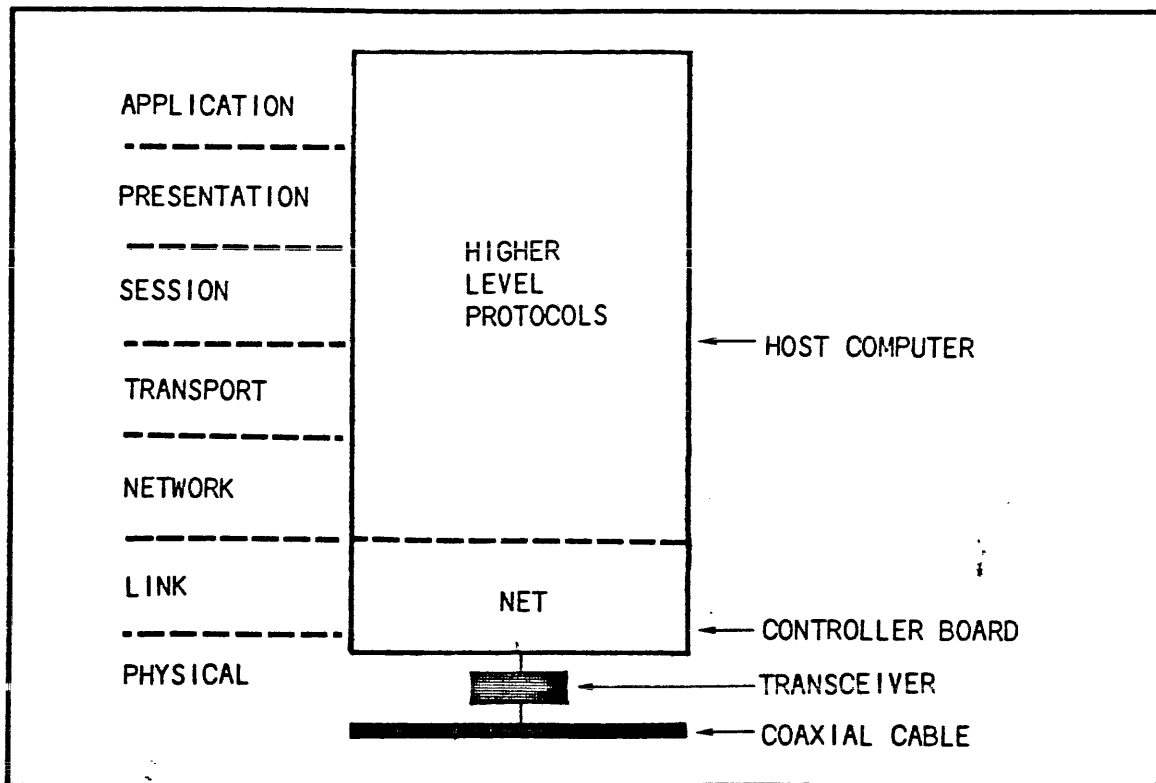 APPLICATION
PRESENTATION
SESSION
TRANSPORT
NETWORK
LINK
PHYSICAL
HIGHER
LEVEL
PROTOCOLS
NET
HOST COMPUTER
CONTROLLER BOARD
TRANSCEIVER
COAXIAL CABLE